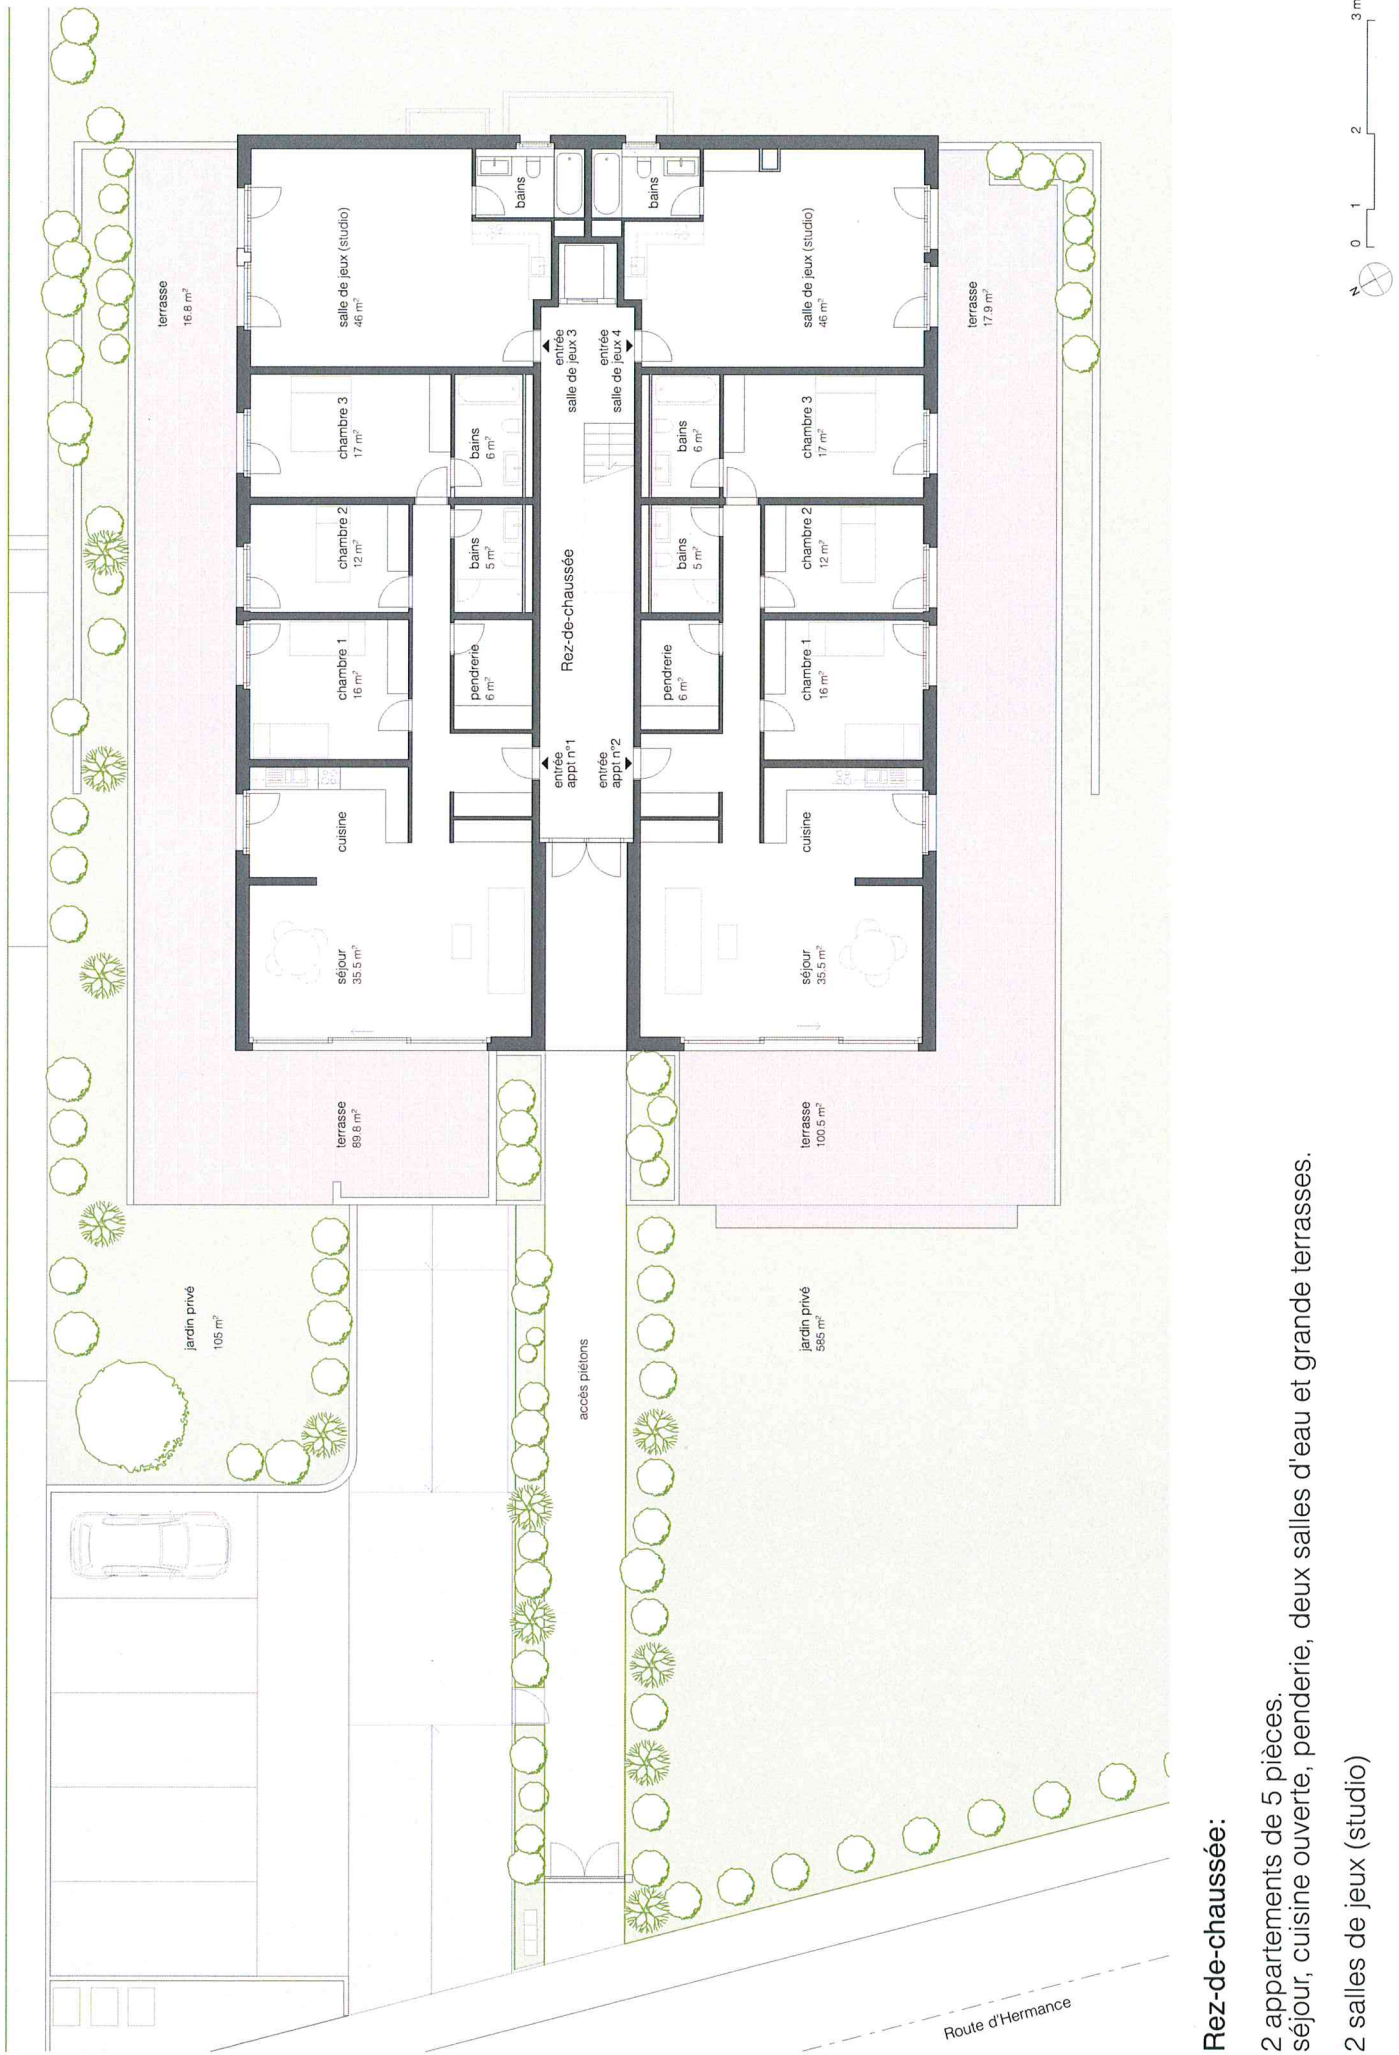 terrasse
16.8 m²
salle de jeux (studio)
46 m²
bains
bains
salle de jeux (studio)
46 m²
terrasse
17.9 m²
entrée
salle de jeux 3
entrée
salle de jeux 4
chambre 3
17 m²
bains
6 m²
bains
6 m²
chambre 3
17 m²
chambre 2
12 m²
bains
5 m²
Rez-de-chaussée
bains
5 m²
chambre 2
12 m²
chambre 1
16 m²
pendrerie
6 m²
pendrerie
6 m²
chambre 1
16 m²
entrée
appt n°1
entrée
appt n°2
cuisine
cuisine
séjour
35.5 m²
séjour
35.5 m²
terrasse
89.8 m²
terrasse
100.5 m²
jardin privé
105 m²
accès piétons
jardin privé
585 m²
Route d'Hermance
N
0 1 2 3 m
Rez-de-chaussée:
2 appartements de 5 pièces.
séjour, cuisine ouverte, penderie, deux salles d'eau et grande terrasses.
2 salles de jeux (studio)